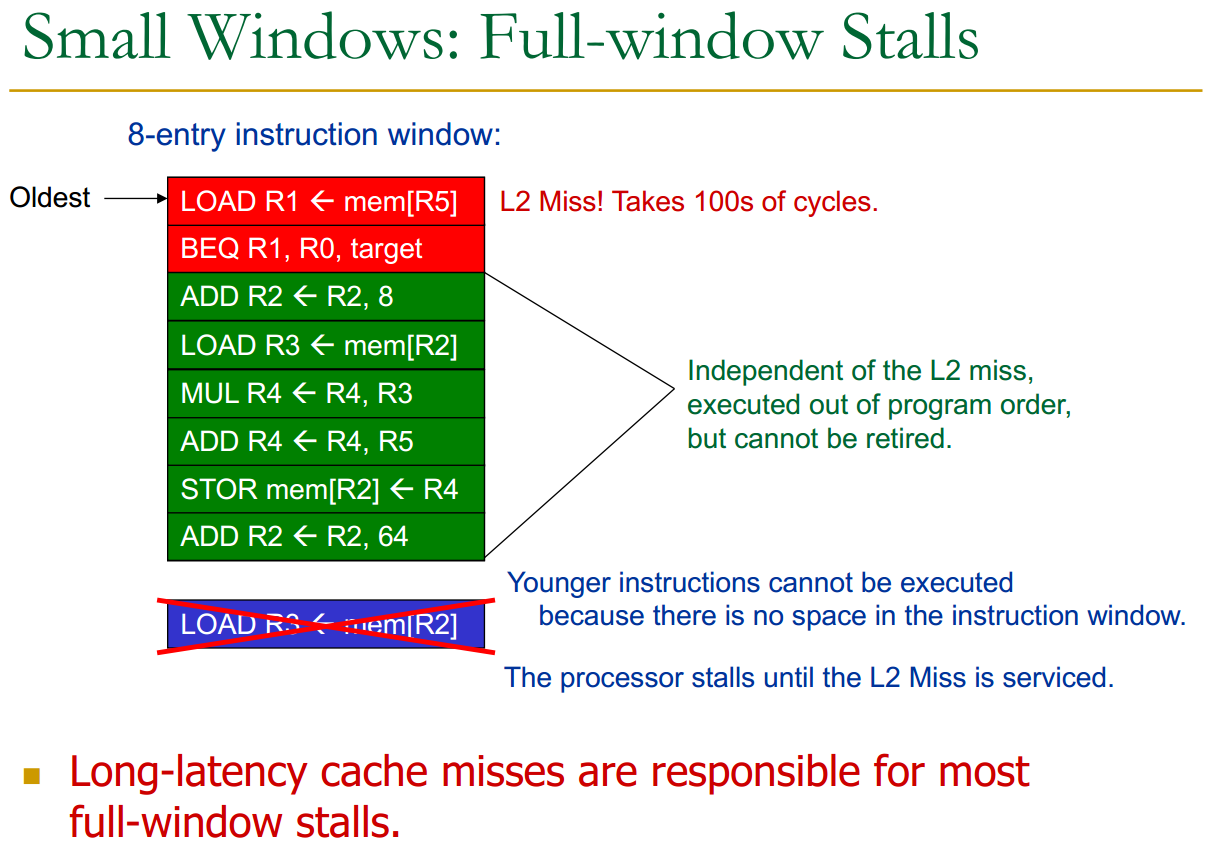 Small Windows: Full-window Stalls
8-entry instruction window:
Oldest
LOAD R1 ← mem[R5]
L2 Miss! Takes 100s of cycles.
BEQ R1, R0, target
ADD R2 ← R2, 8
LOAD R3 ← mem[R2]
MUL R4 ← R4, R3
ADD R4 ← R4, R5
STOR mem[R2] ← R4
ADD R2 ← R2, 64
Independent of the L2 miss,
executed out of program order,
but cannot be retired.
LOAD R3 ← mem[R2]
Younger instructions cannot be executed
because there is no space in the instruction window.
The processor stalls until the L2 Miss is serviced.
Long-latency cache misses are responsible for most
full-window stalls.